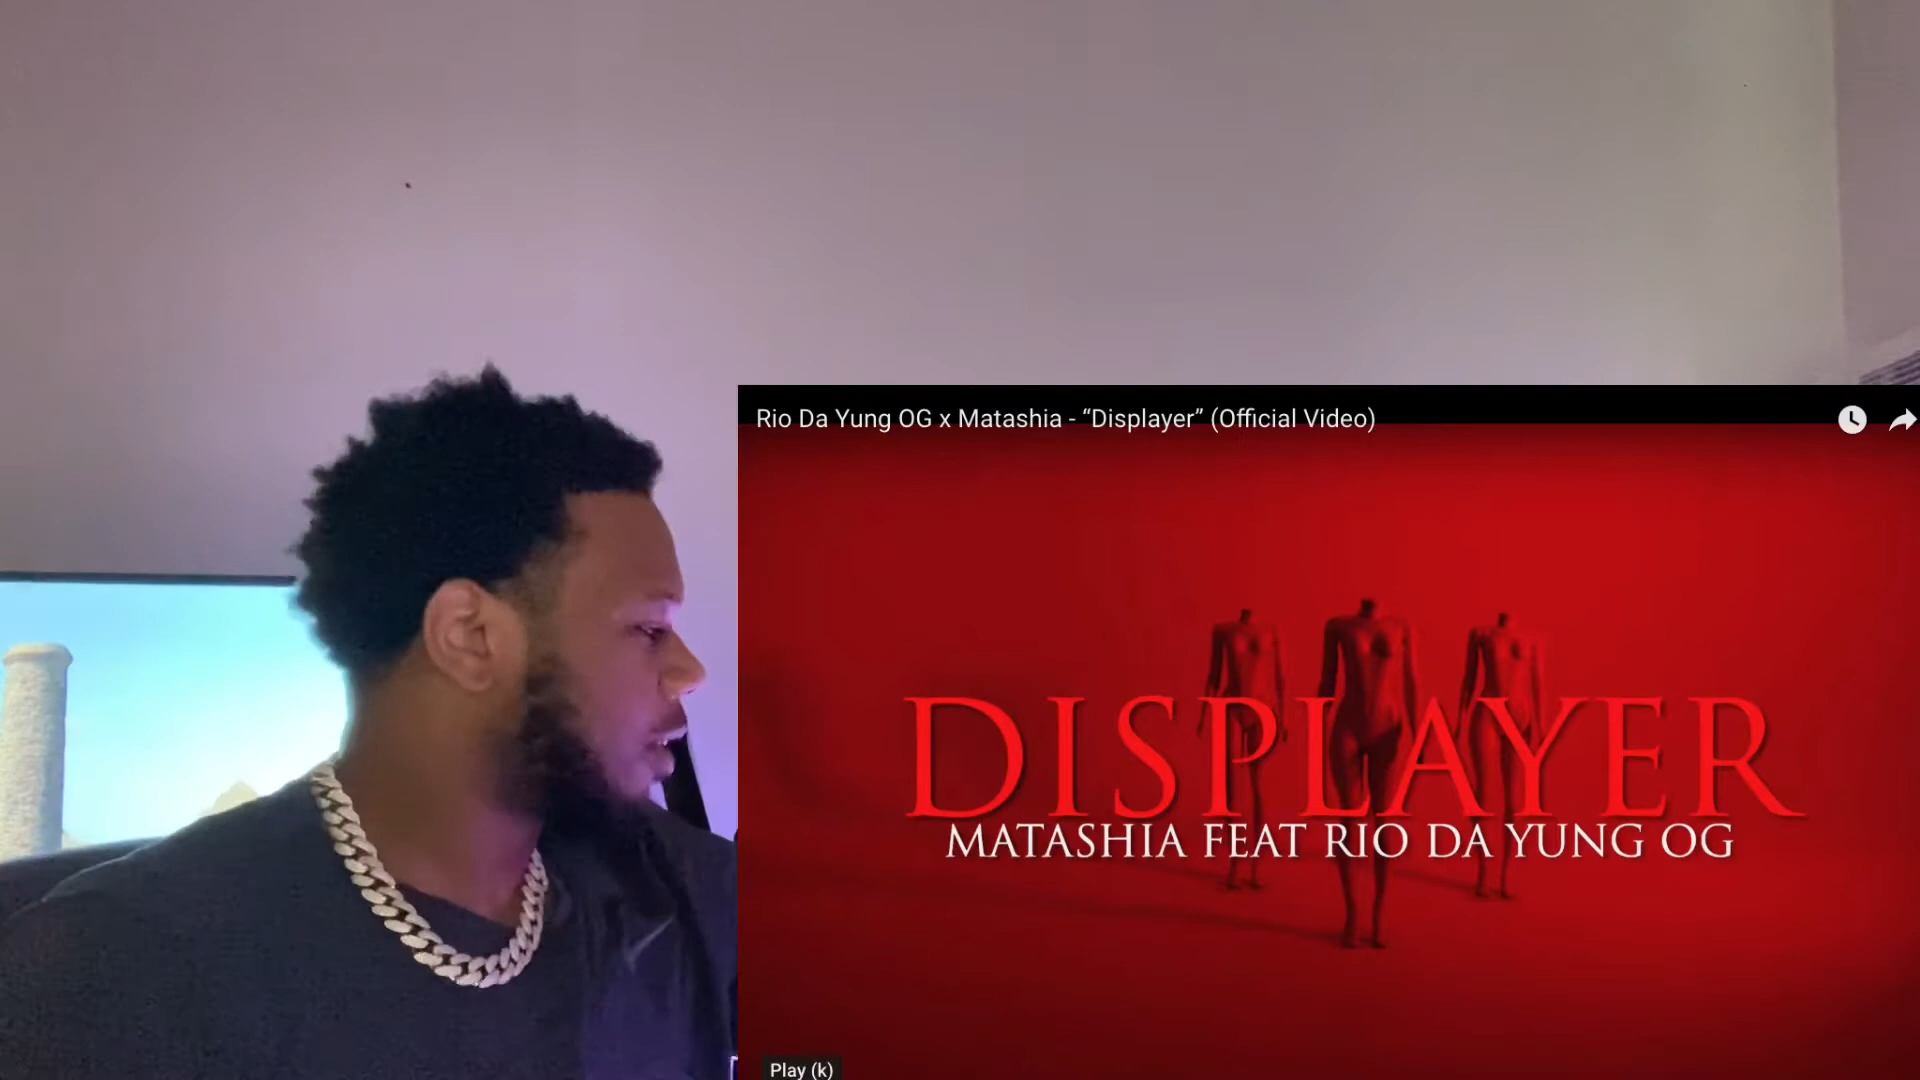 Rio Da Yung OG x Matashia - “Displayer” (Official Video)
DISPLAYER
MATASHIA FEAT RIO DA YUNG OG
Play (k)